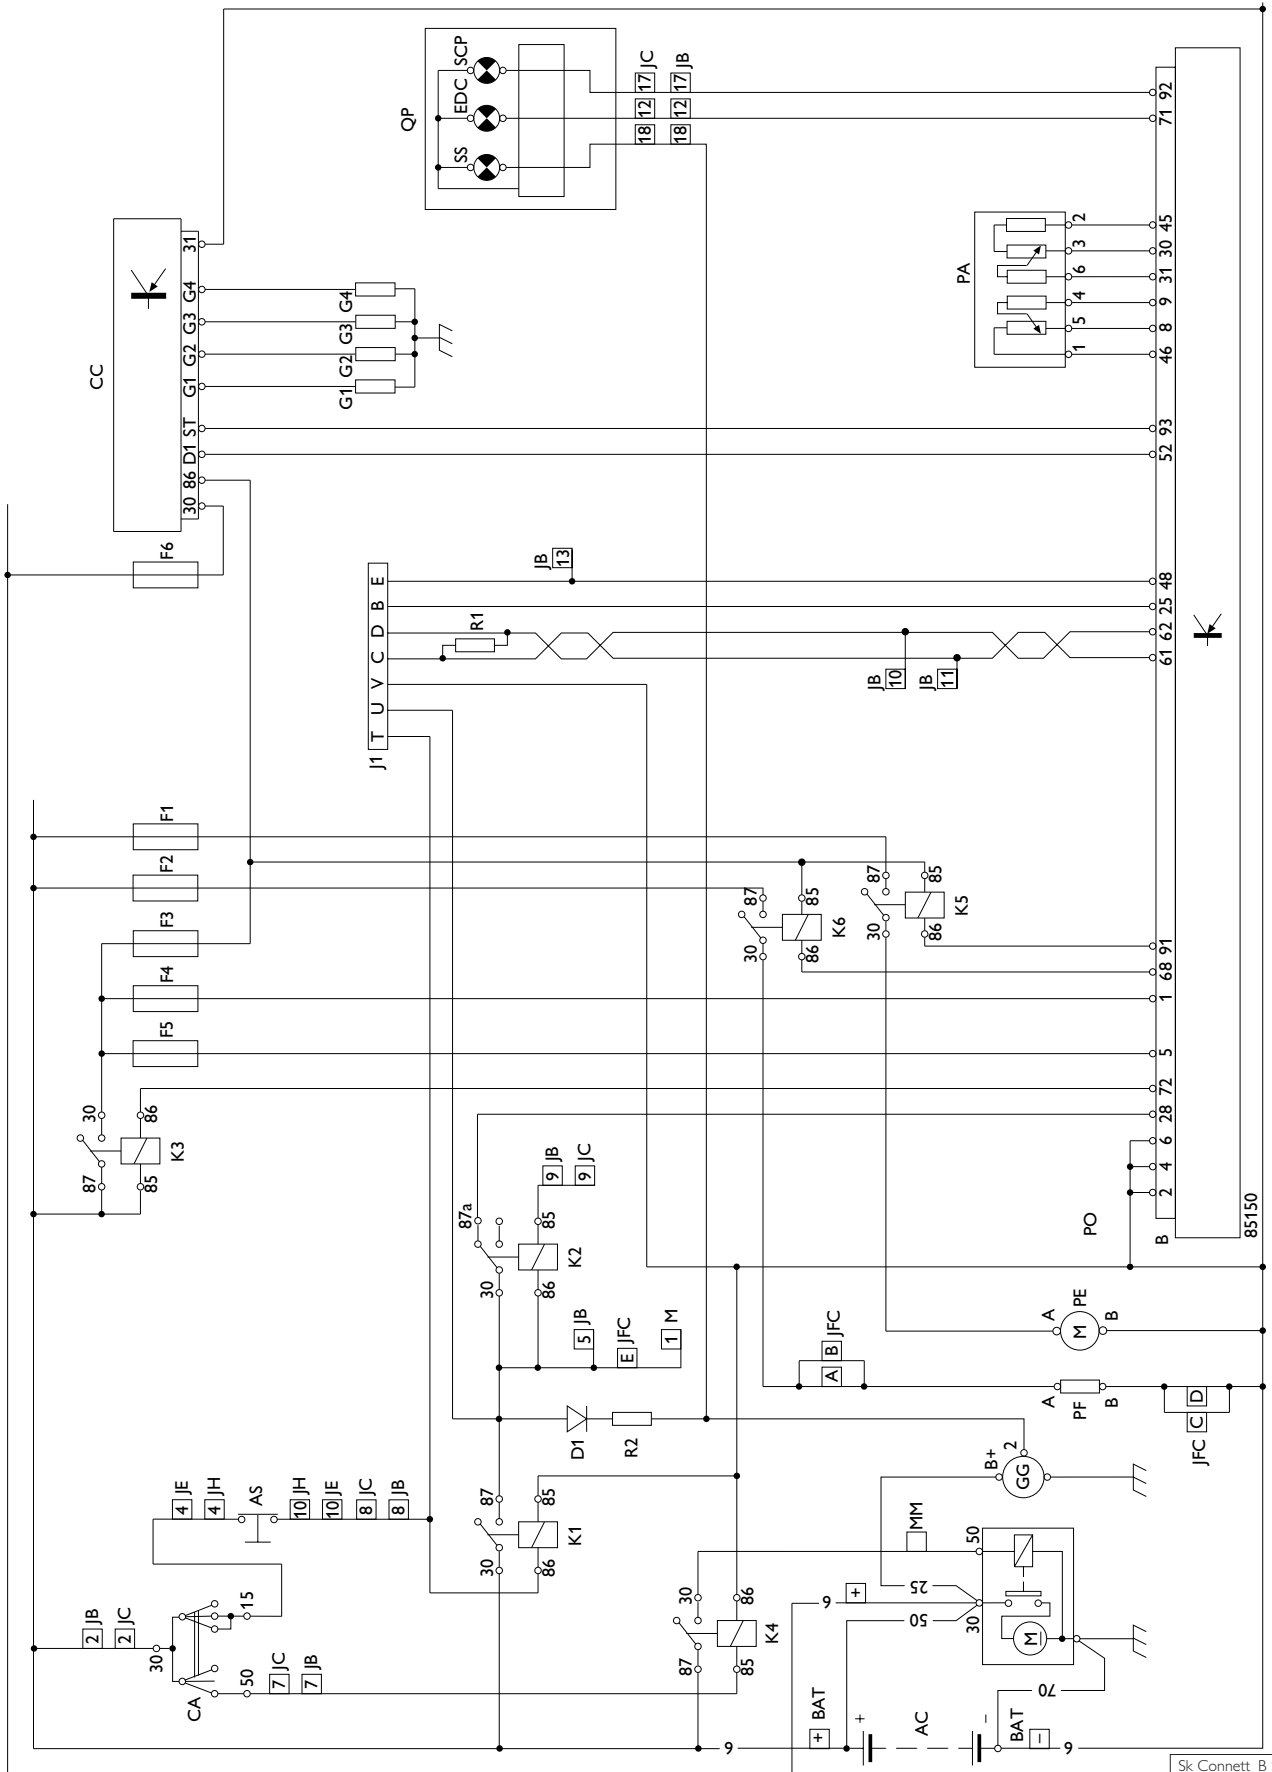 CC
30 86 D1 ST G1 G2 G3 G4 31
G1
G2
G3
G4
F6
QP
SS EDC SCP
18 12 17 JC
18 12 17 JB
92
71
PA
1 5 4 6 3 2
46 8 9 31 30 45
52 93
J1
T U V C D B E
R1
JB 13
JB 10
JB 11
61 62 25 48
F5 F4 F3 F2 F1
K3
87 30
85 86
K6
30 87
86 85
K5
30 87
86 85
5 1 68 91
72
28
6
4
2
B
85150
PO
K2
30 87a
86 85
9 JB
9 JC
5 JB
E JFC
1 M
D1
R2
K1
30 87
86 85
AS
4 JE
4 JH
10 JH
10 JE
8 JC
8 JB
CA
30
2 JB
2 JC
15
50
7 JC
7 JB
K4
87 30
85 86
MM
GG
B+ 2
A PE B
M
A PF B
A B JFC
JFC C D
30 50
M
25
6 +
50
70
6
+ BAT
+
AC
-
BAT
-
6
Sk Connett_B